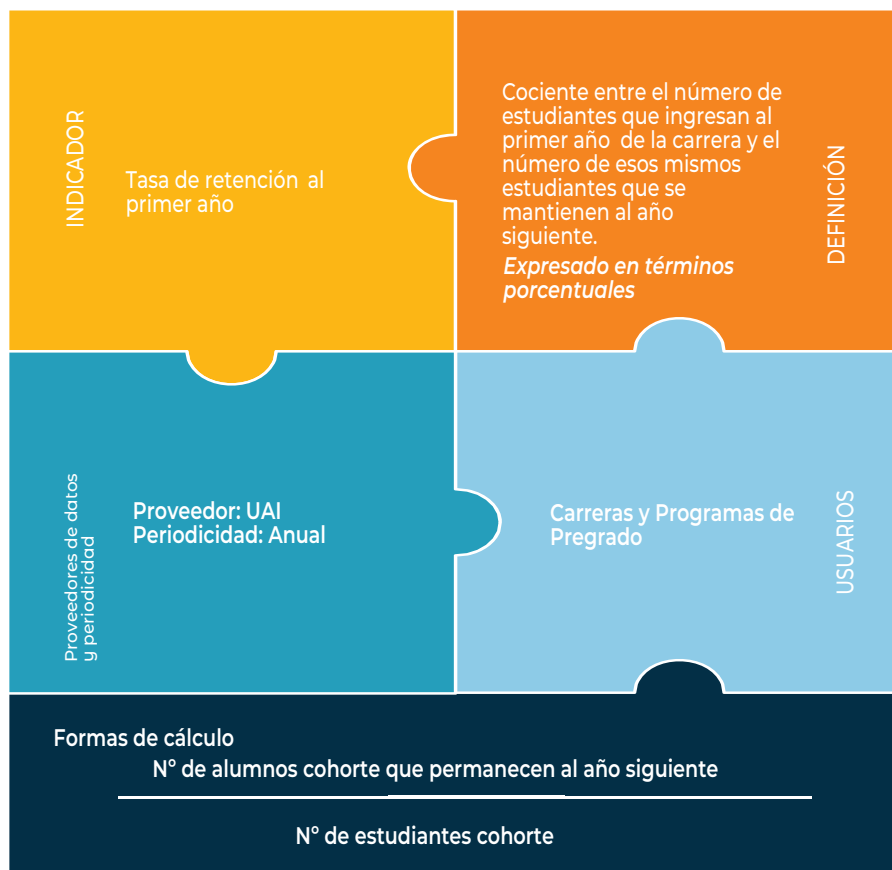 INDICADOR
Tasa de retención al
primer año
Cociente entre el número de
estudiantes que ingresan al
primer año de la carrera y el
número de esos mismos
estudiantes que se
mantienen al año
siguiente.
Expresado en términos
porcentuales
DEFINICIÓN
Proveedores de datos
y periodicidad
Proveedor: UAI
Periodicidad: Anual
Carreras y Programas de
Pregrado
USUARIOS
Formas de cálculo
N° de alumnos cohorte que permanecen al año siguiente
N° de estudiantes cohorte